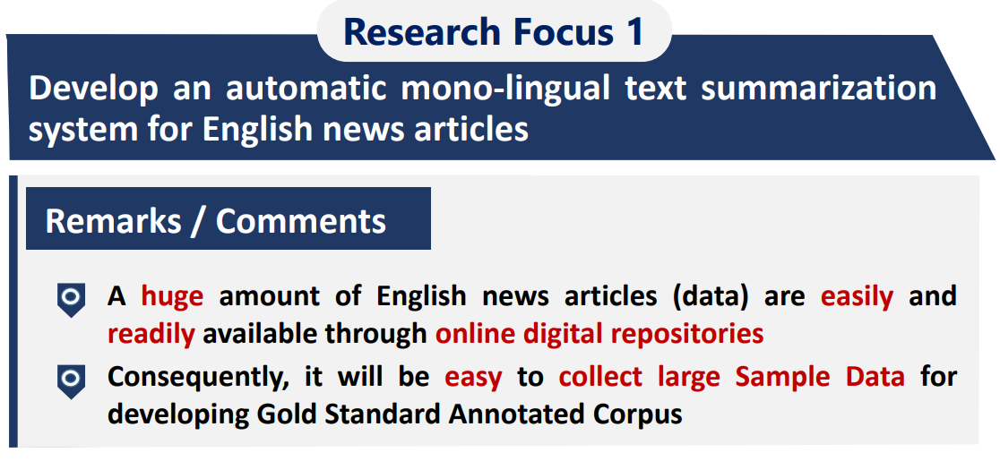 Research Focus 1
Develop an automatic mono-lingual text summarization
system for English news articles
Remarks / Comments
A huge amount of English news articles (data) are easily and
readily available through online digital repositories
Consequently, it will be easy to collect large Sample Data for
developing Gold Standard Annotated Corpus